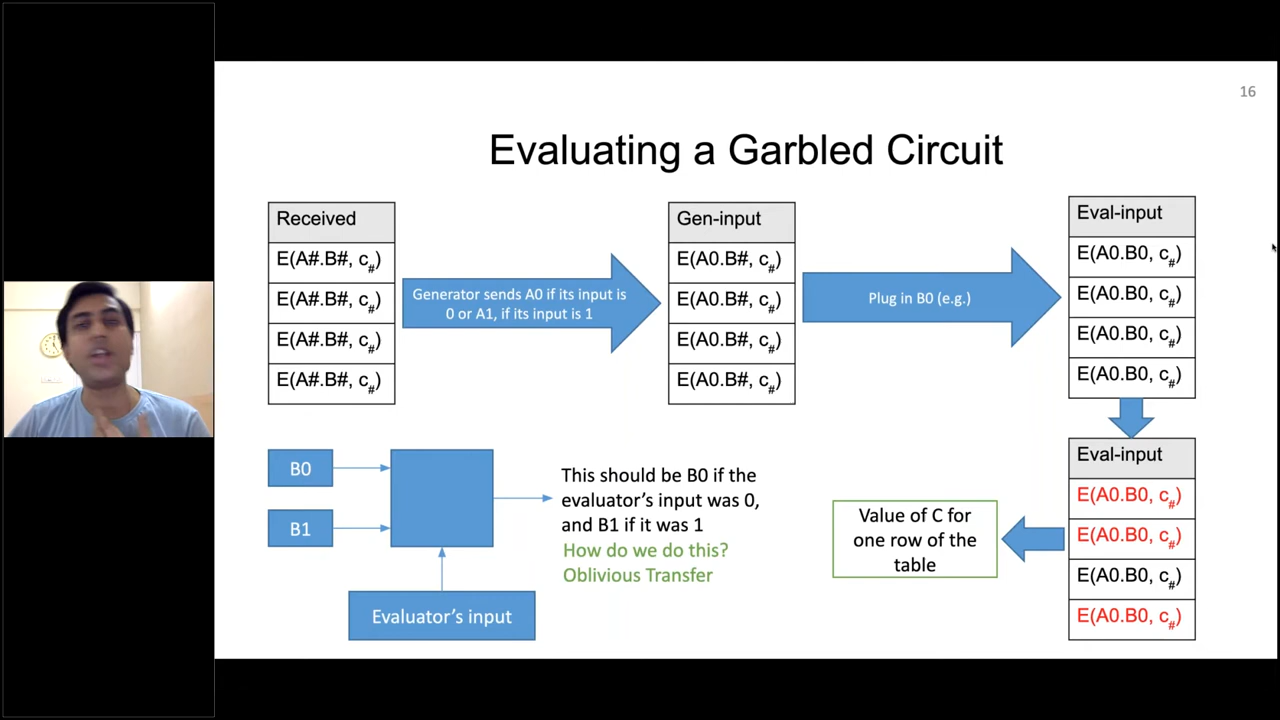 16
Evaluating a Garbled Circuit
Received
E(A#.B#, c#)
E(A#.B#, c#)
E(A#.B#, c#)
E(A#.B#, c#)
Generator sends A0 if its input is
0 or A1, if its input is 1
Gen-input
E(A0.B#, c#)
E(A0.B#, c#)
E(A0.B#, c#)
E(A0.B#, c#)
Plug in B0 (e.g.)
Eval-input
E(A0.B0, c#)
E(A0.B0, c#)
E(A0.B0, c#)
E(A0.B0, c#)
B0
B1
Evaluator’s input
This should be B0 if the
evaluator’s input was 0,
and B1 if it was 1
How do we do this?
Oblivious Transfer
Value of C for
one row of the
table
Eval-input
E(A0.B0, c#)
E(A0.B0, c#)
E(A0.B0, c#)
E(A0.B0, c#)